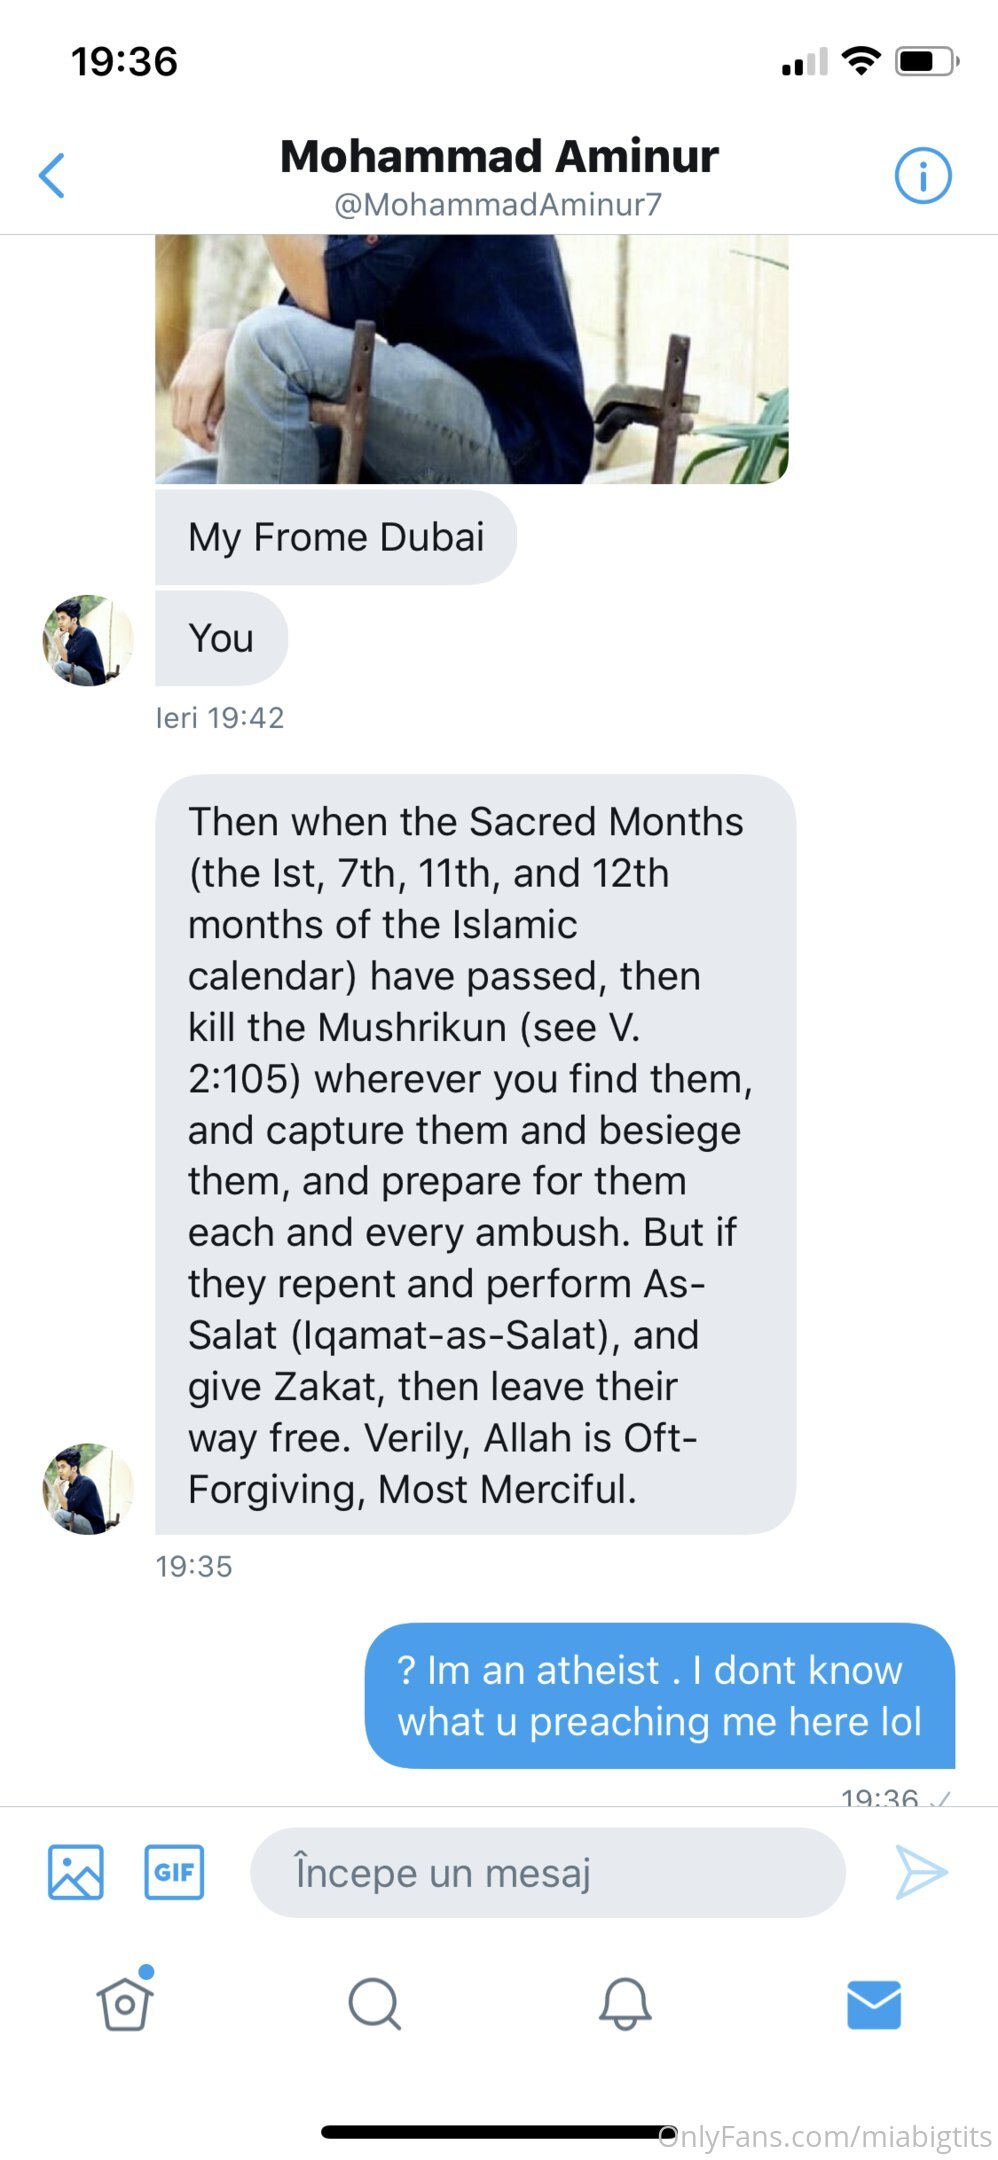 19:36
Mohammad Aminur
@MohammadAminur7
My Frome Dubai
You
Ieri 19:42
Then when the Sacred Months
(the Ist, 7th, 11th, and 12th
months of the Islamic
calendar) have passed, then
kill the Mushrikun (see V.
2:105) wherever you find them,
and capture them and besiege
them, and prepare for them
each and every ambush. But if
they repent and perform As-
Salat (Iqamat-as-Salat), and
give Zakat, then leave their
way free. Verily, Allah is Oft-
Forgiving, Most Merciful.
19:35
? Im an atheist . I dont know
what u preaching me here lol
19:36
GIF
Începe un mesaj
OnlyFans.com/miabigtits